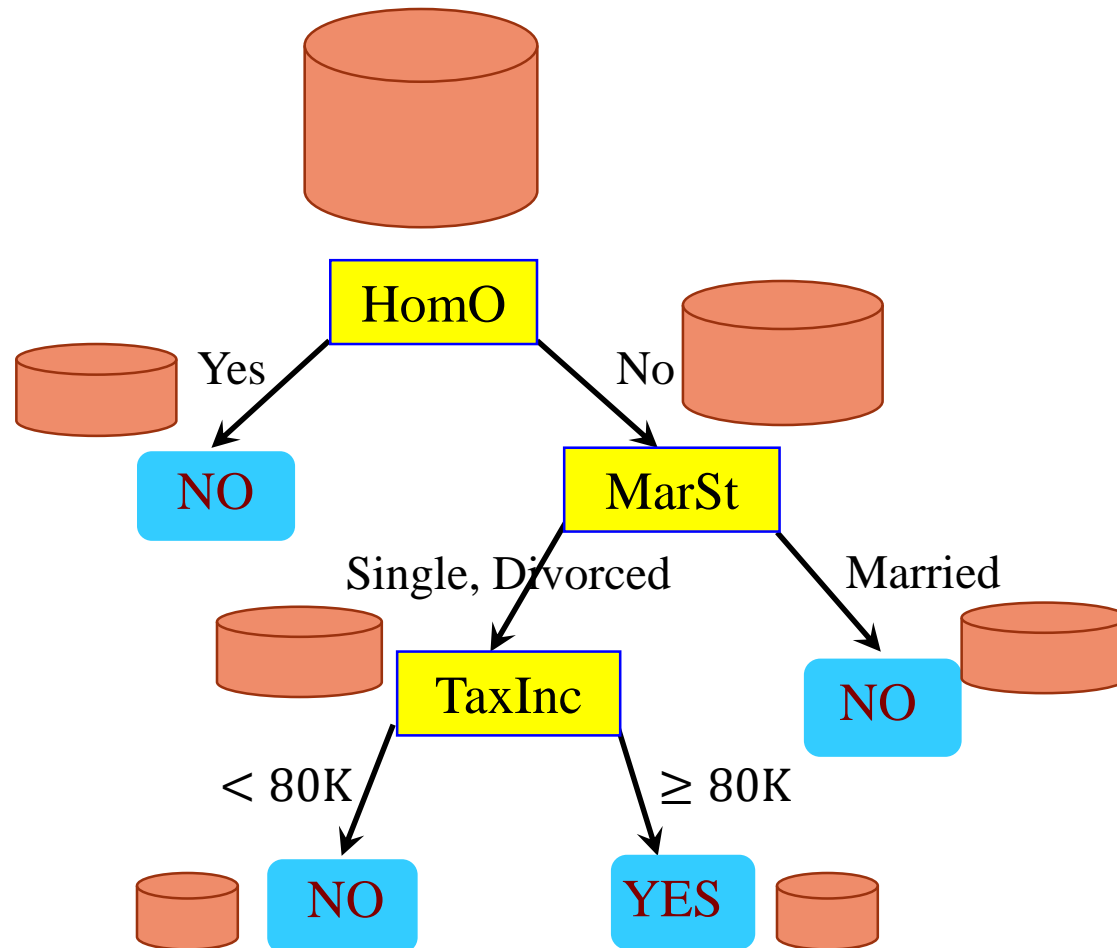 HomO
Yes
No
NO
MarSt
Single, Divorced
Married
TaxInc
NO
< 80K
≥ 80K
NO
YES